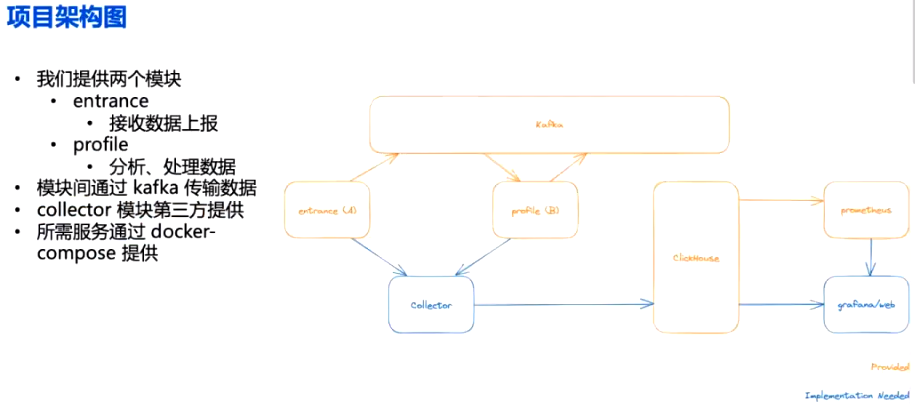 项目架构图
• 我们提供两个模块
• entrance
• 接收数据上报
• profile
• 分析、处理数据
• 模块间通过 kafka 传输数据
• collector 模块第三方提供
• 所需服务通过 docker-
compose 提供
Kafka
entrance (A)
profile (B)
ClickHouse
prometheus
Collector
grafana/web
Provided
Implementation Needed